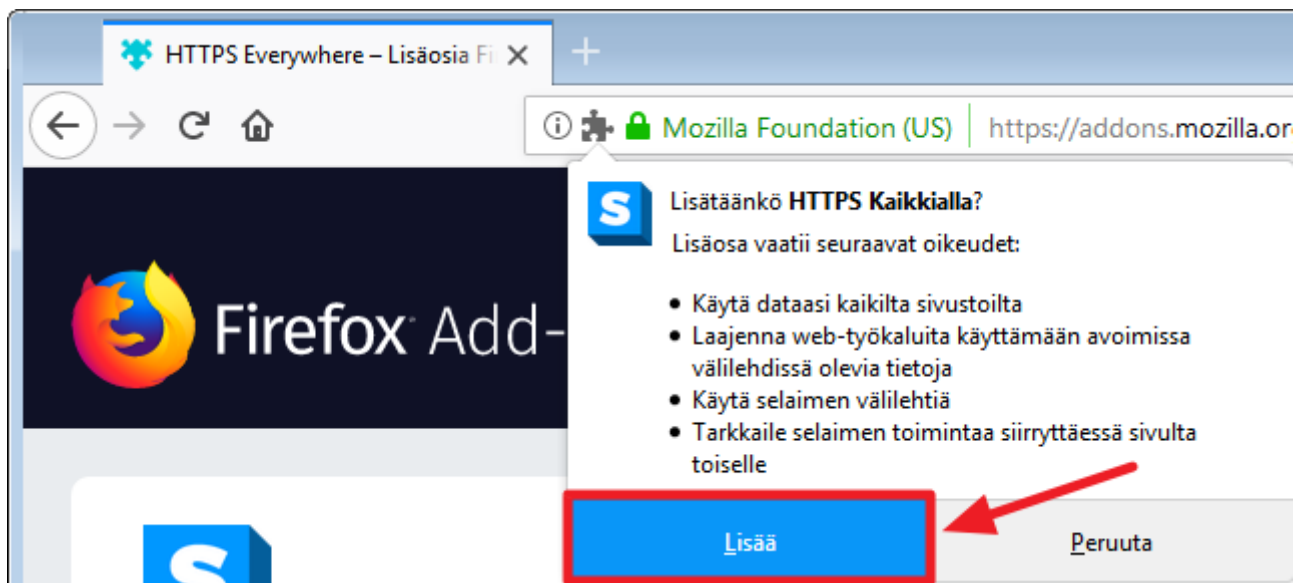 HTTPS Everywhere – Lisäosia Fi
Mozilla Foundation (US) https://addons.mozilla.or
Lisätäänkö HTTPS Kaikkialla?
Lisäosa vaatii seuraavat oikeudet:
Firefox Add-
• Käytä dataasi kaikilta sivustoilta
• Laajenna web-työkaluita käyttämään avoimissa
välilehdissä olevia tietoja
• Käytä selaimen välilehtiä
• Tarkkaile selaimen toimintaa siirryttäessä sivulta
toiselle
Lisää Peruuta